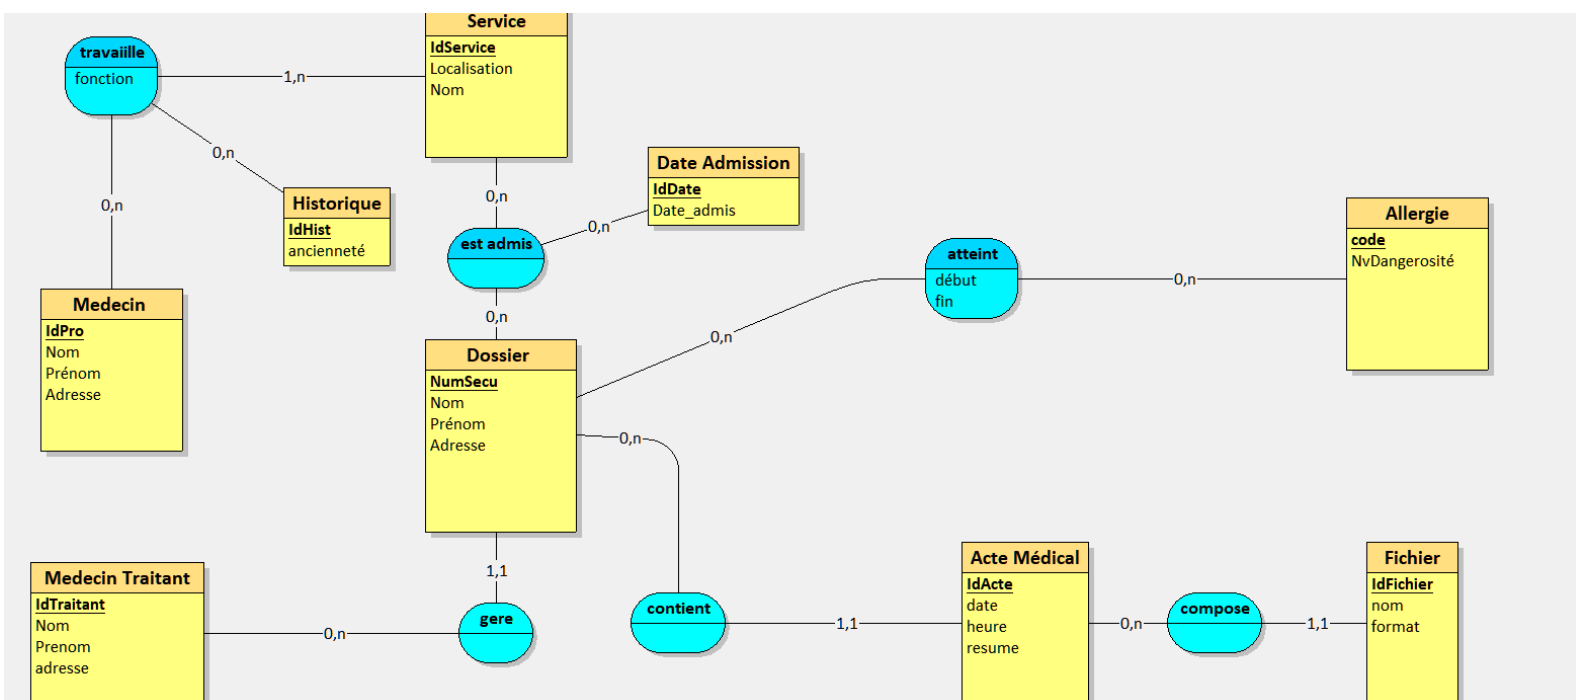 Service
IdService
Localisation
Nom
travaiille
fonction
1,n
0,n
0,n
Historique
IdHist
ancienneté
Medecin
IdPro
Nom
Prénom
Adresse
0,n
Date Admission
IdDate
Date_admis
0,n
est admis
0,n
Allergie
code
NvDangerosité
atteint
début
fin
0,n
0,n
Dossier
NumSecu
Nom
Prénom
Adresse
0,n
1,1
Medecin Traitant
IdTraitant
Nom
Prenom
adresse
0,n
gere
contient
1,1
Acte Médical
IdActe
date
heure
resume
0,n
compose
1,1
Fichier
IdFichier
nom
format